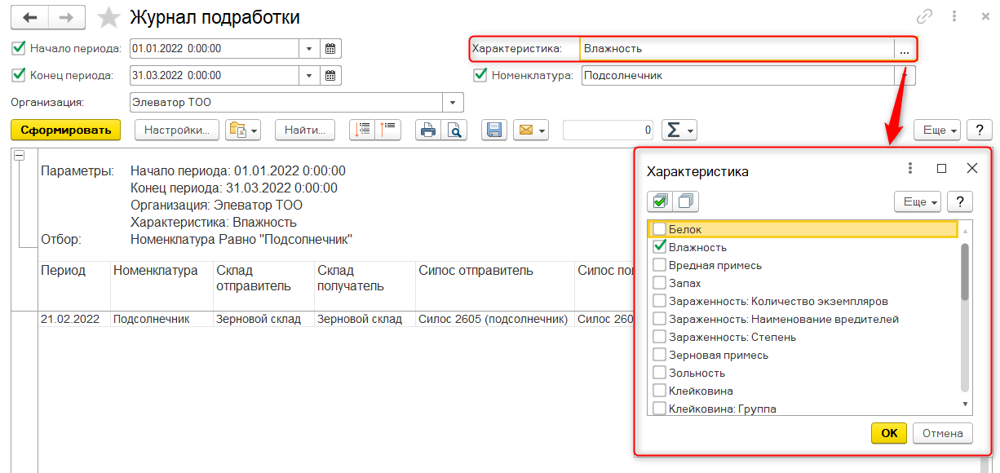 Журнал подработки
Начало периода: 01.01.2022 0:00:00
Характеристика: Влажность ...
Конец периода: 31.03.2022 0:00:00
Номенклатура: Подсолнечник
Организация: Элеватор ТОО
Сформировать Настройки... Найти... 0 Σ Еще ?
Параметры: Начало периода: 01.01.2022 0:00:00
Конец периода: 31.03.2022 0:00:00
Организация: Элеватор ТОО
Характеристика: Влажность
Отбор: Номенклатура Равно "Подсолнечник"
Период Номенклатура Склад отправитель Склад получатель Силос отправитель Силос
21.02.2022 Подсолнечник Зерновой склад Зерновой склад Силос 2605 (подсолнечник) Силос 260
Характеристика
Еще ?
Белок
Влажность
Вредная примесь
Запах
Зараженность: Количество экземпляров
Зараженность: Наименование вредителей
Зараженность: Степень
Зерновая примесь
Зольность
Клейковина
Клейковина: Группа
ОК Отмена